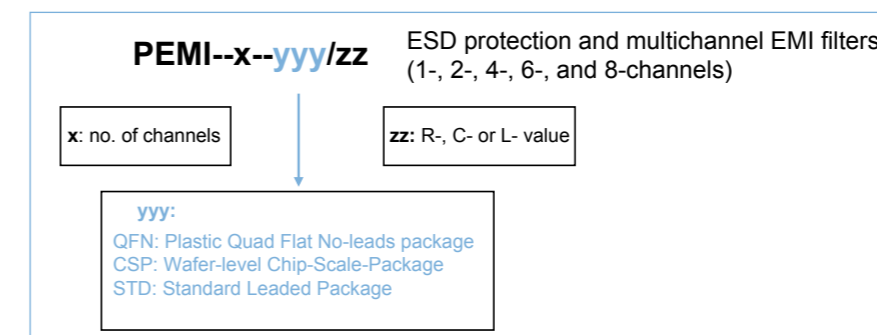 PEMI--x--yyy/zz
ESD protection and multichannel EMI filters
(1-, 2-, 4-, 6-, and 8-channels)
x: no. of channels
zz: R-, C- or L- value
yyy:
QFN: Plastic Quad Flat No-leads package
CSP: Wafer-level Chip-Scale-Package
STD: Standard Leaded Package